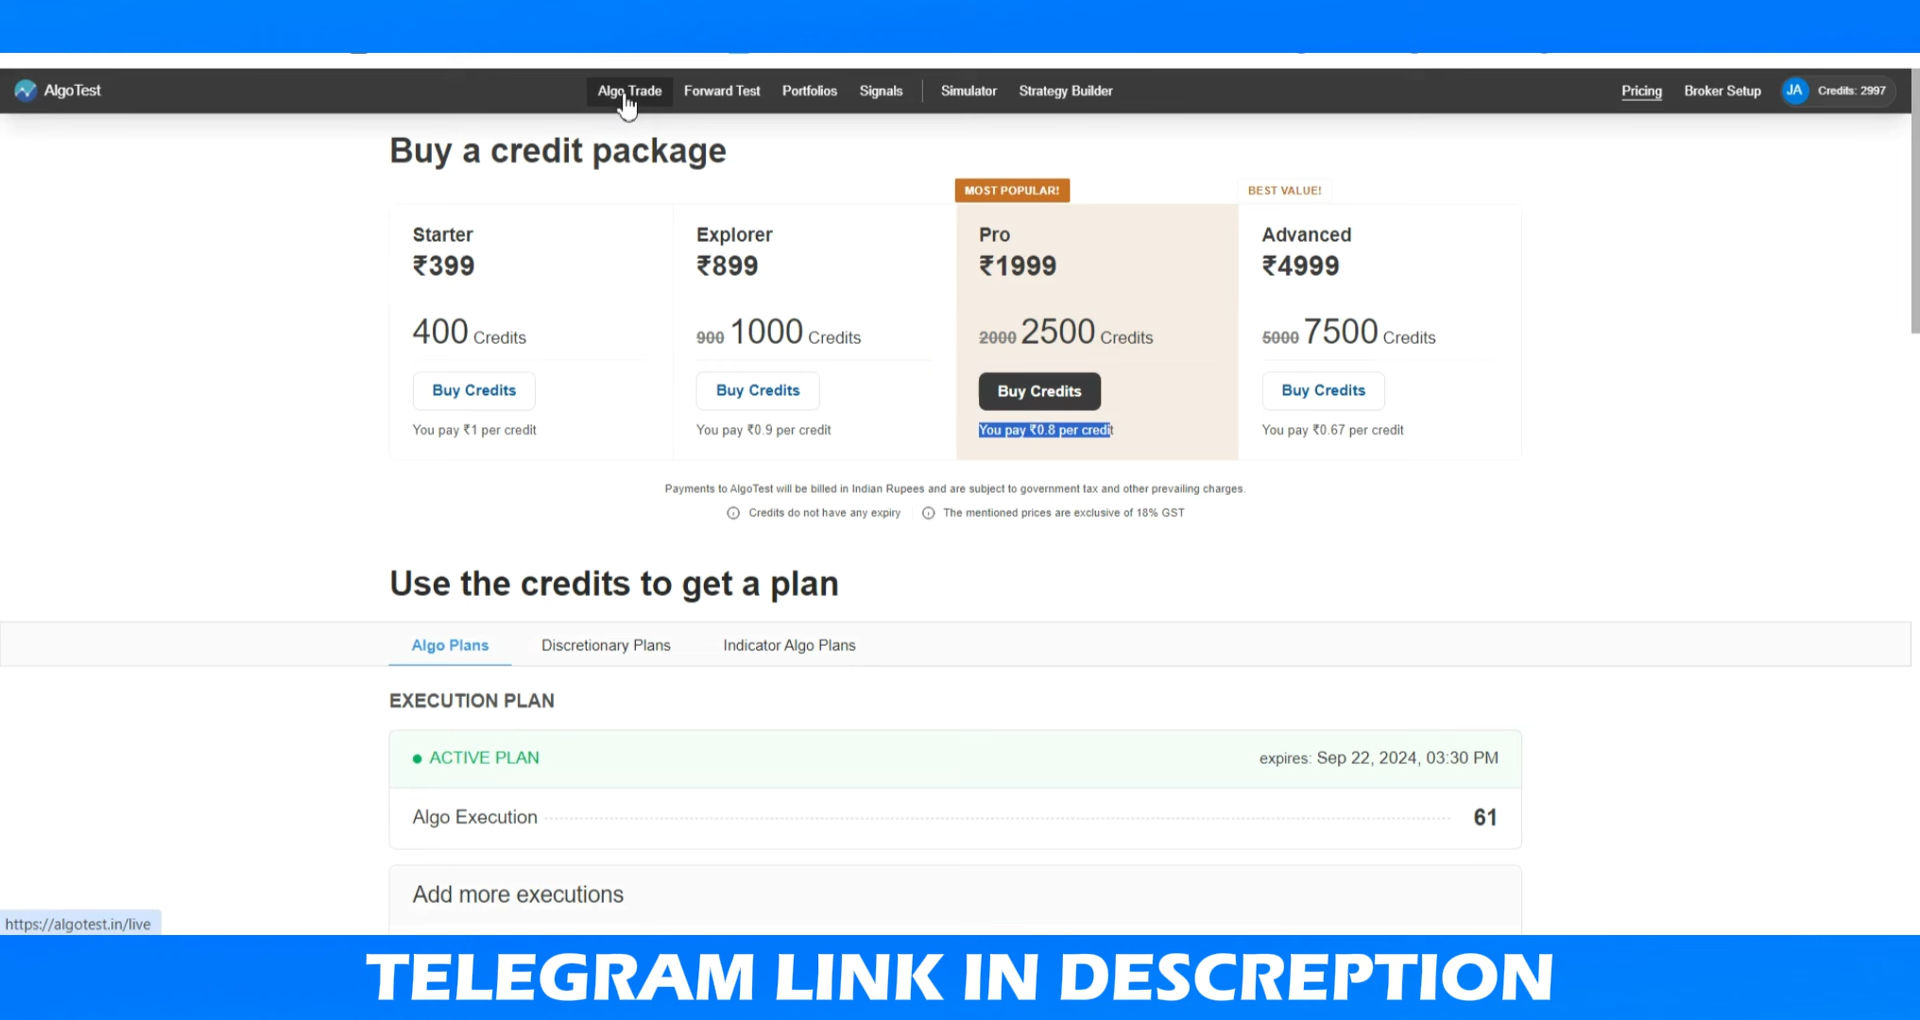 AlgoTest
Algo Trade Forward Test Portfolios Signals Simulator Strategy Builder
Pricing Broker Setup JA Credits: 2997
Buy a credit package
MOST POPULAR!
BEST VALUE!
Starter
₹399
400 Credits
Buy Credits
You pay ₹1 per credit
Explorer
₹899
900 1000 Credits
Buy Credits
You pay ₹0.9 per credit
Pro
₹1999
2000 2500 Credits
Buy Credits
You pay ₹0.8 per credit
Advanced
₹4999
5000 7500 Credits
Buy Credits
You pay ₹0.67 per credit
Payments to AlgoTest will be billed in Indian Rupees and are subject to government tax and other prevailing charges.
Credits do not have any expiry The mentioned prices are exclusive of 18% GST
Use the credits to get a plan
Algo Plans Discretionary Plans Indicator Algo Plans
EXECUTION PLAN
ACTIVE PLAN expires: Sep 22, 2024, 03:30 PM
Algo Execution 61
Add more executions
https://algotest.in/live
TELEGRAM LINK IN DESCREPTION